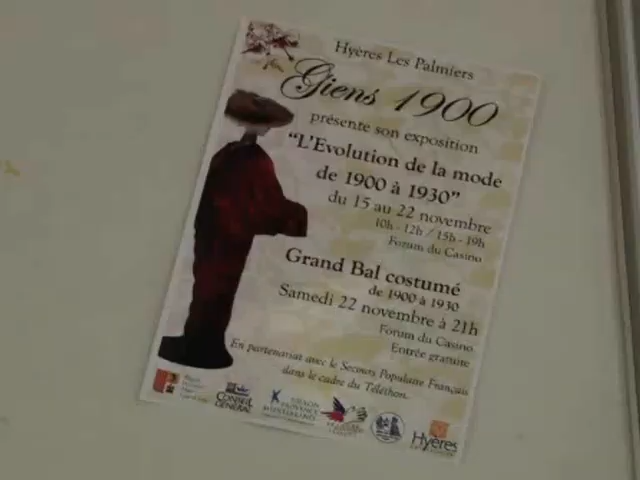 Hyères Les Palmiers
Giens 1900
présente son exposition
“L'Evolution de la mode
de 1900 à 1930”
du 15 au 22 novembre
10h - 12h / 15h - 19h
Forum du Casino
Grand Bal costumé
de 1900 à 1930
Samedi 22 novembre à 21h
Forum du Casino
Entrée gratuite
En partenariat avec le Secours Populaire Français
dans le cadre du Téléthon.
CONSEIL GÉNÉRAL
TOULON
PROVENCE
MÉDITERRANÉE
Hyères